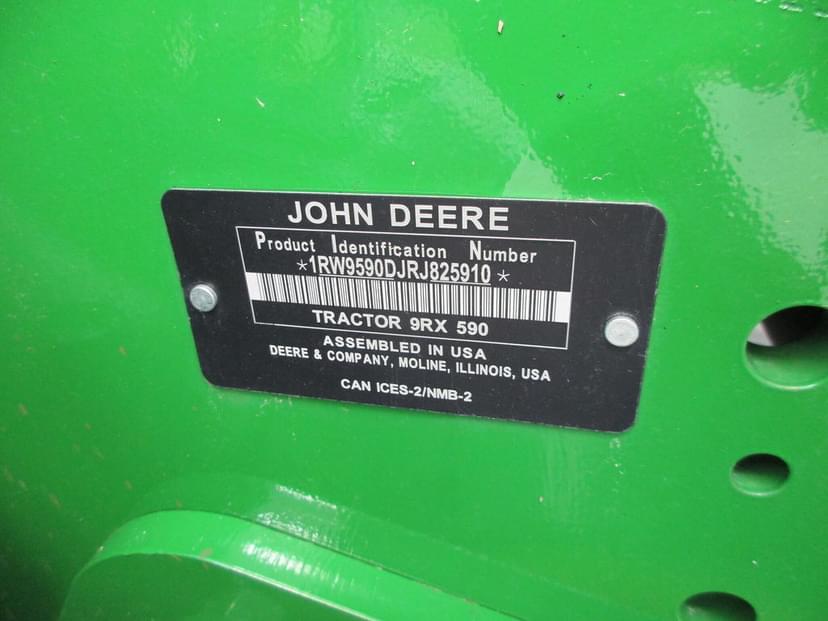 JOHN DEERE
Product Identification Number
*1RW9590DJRJ825910*
TRACTOR 9RX 590
ASSEMBLED IN USA
DEERE & COMPANY, MOLINE, ILLINOIS, USA
CAN ICES-2/NMB-2